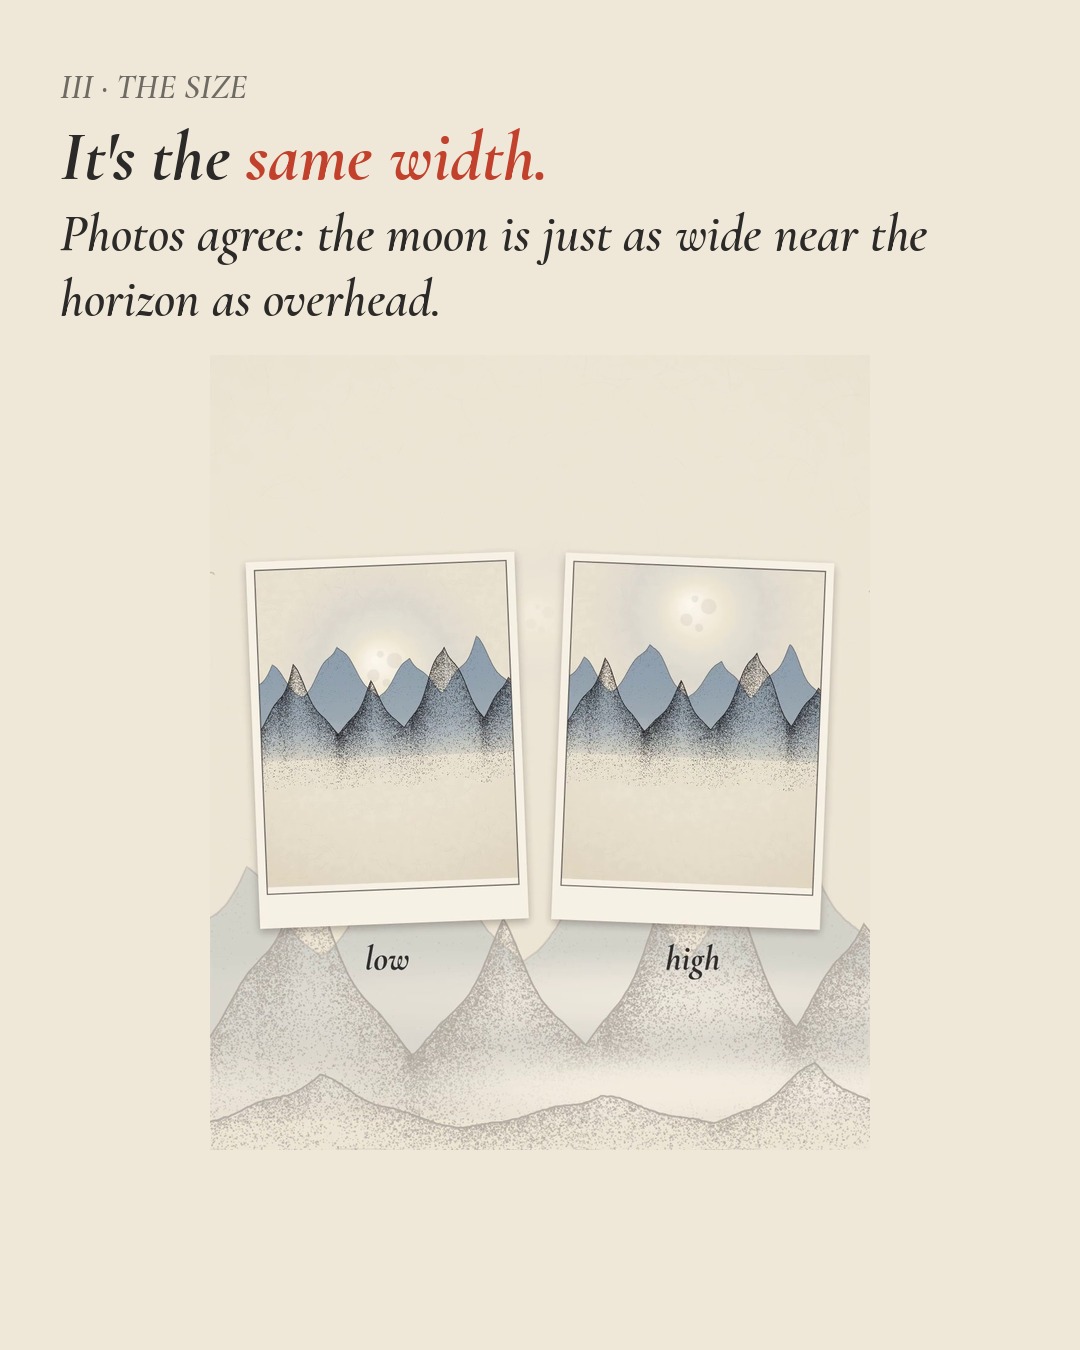 III · THE SIZE
It's the same width.
Photos agree: the moon is just as wide near the
horizon as overhead.
low
high